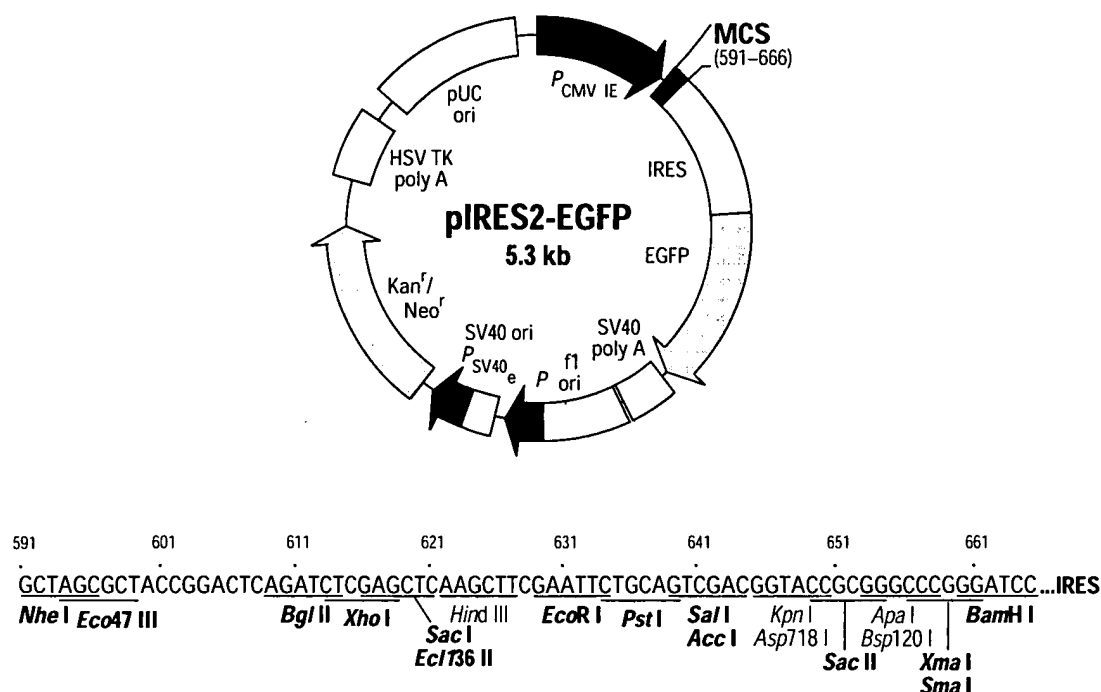 MCS
(591–666)
P CMV IE
pUC
ori
HSV TK
poly A
IRES
pIRES2-EGFP
5.3 kb
EGFP
Kanʳ/
Neoʳ
SV40 ori
P SV40 e
SV40
poly A
f1
ori
P
591 601 611 621 631 641 651 661
GCTAGCGCTACCGGACTCAGATCTCGAGCTCAAGCTTCGAATTCTGCAGTCGACGGTACCGCGGGCCCGGGATCC...IRES
Nhe I Eco47 III Bgl II Xho I Hind III EcoR I Pst I Sal I Kpn I Apa I BamH I
Sac I Acc I Asp718 I Bsp120 I
Ecl136 II Sac II Xma I
Sma I